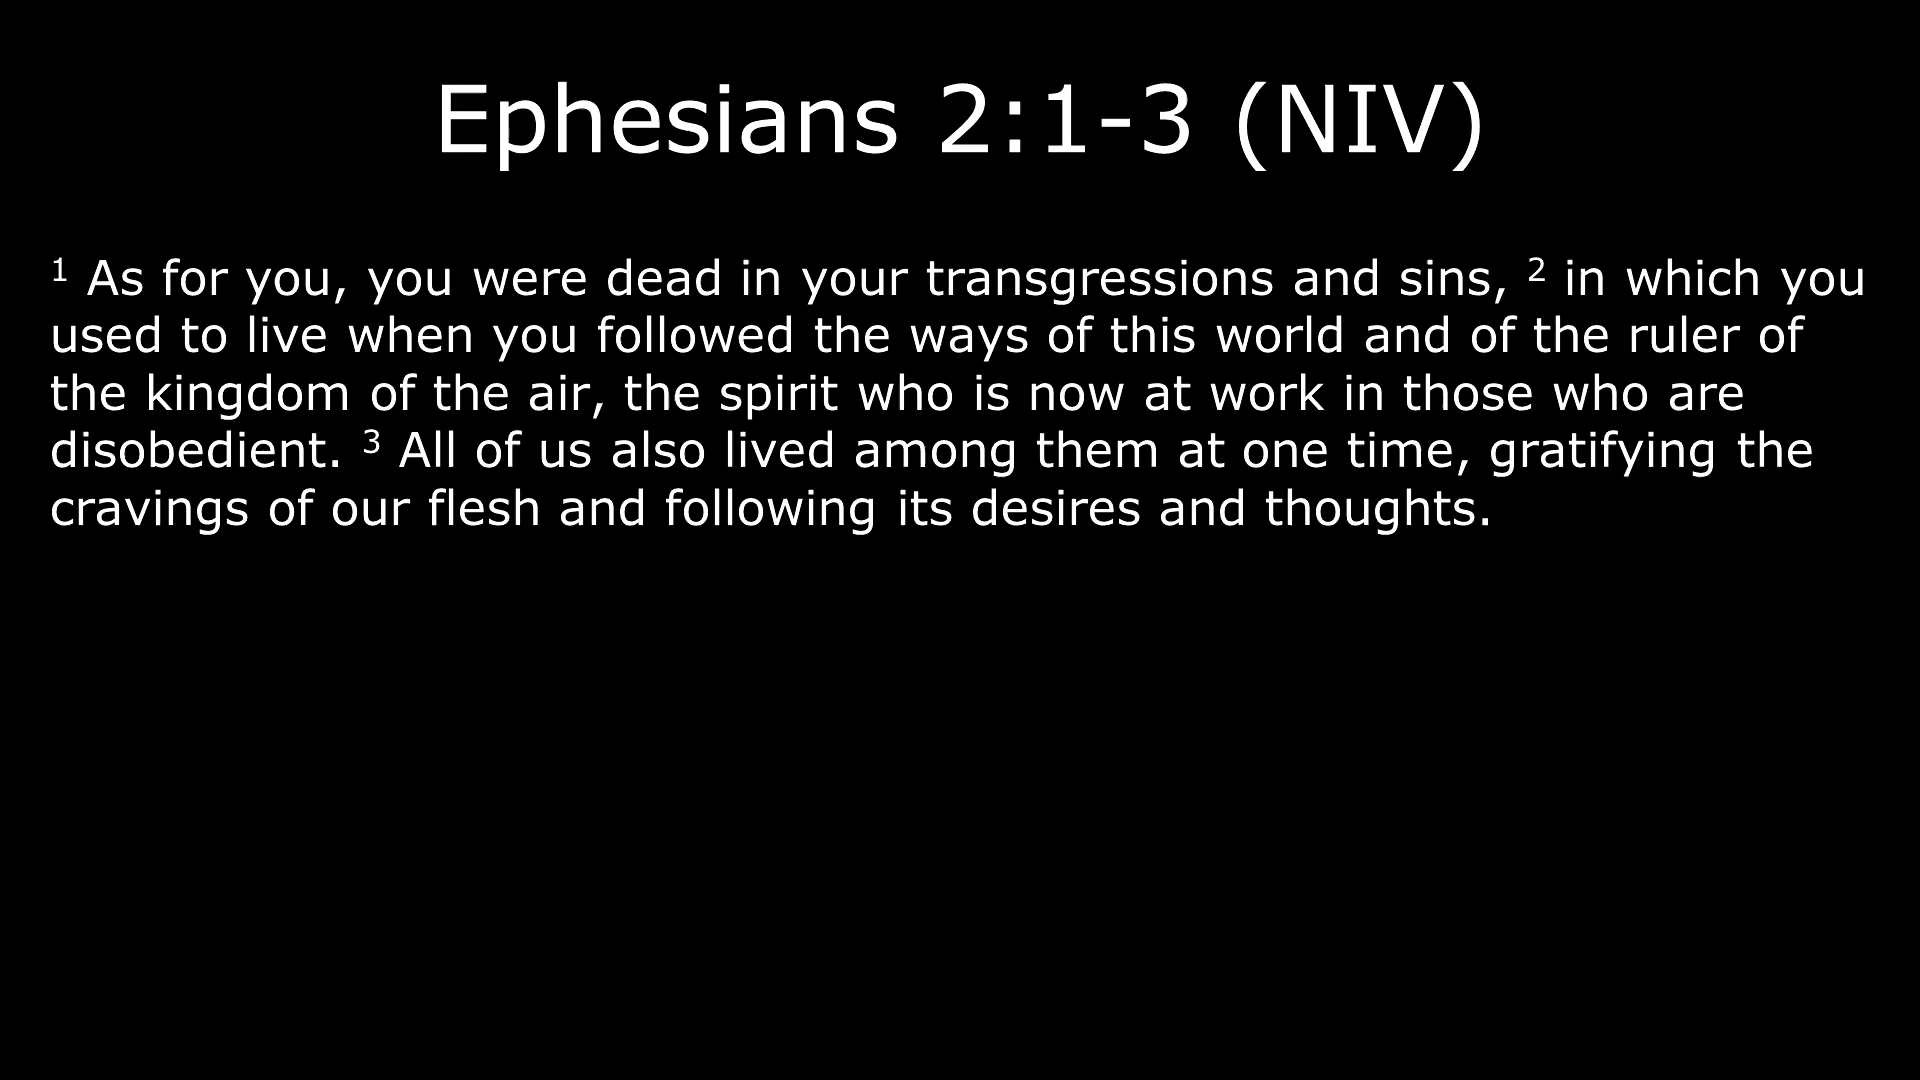 Ephesians 2:1-3 (NIV)
1 As for you, you were dead in your transgressions and sins, 2 in which you
used to live when you followed the ways of this world and of the ruler of
the kingdom of the air, the spirit who is now at work in those who are
disobedient. 3 All of us also lived among them at one time, gratifying the
cravings of our flesh and following its desires and thoughts.